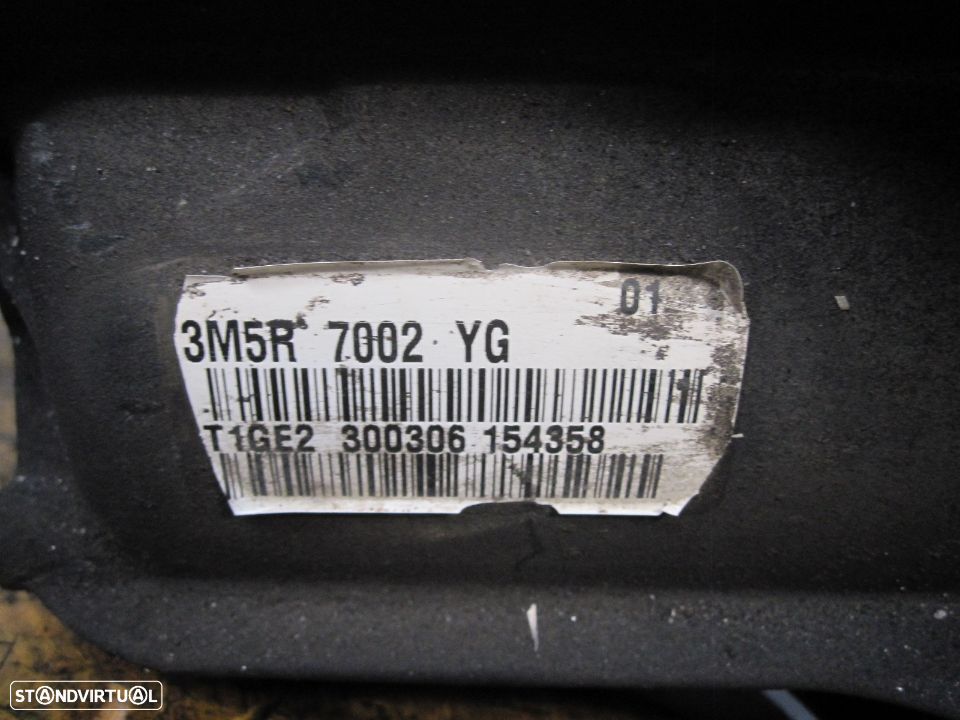 01
3M5R 7002 YG
T1GE2 300306 154358
STANDVIRTUAL